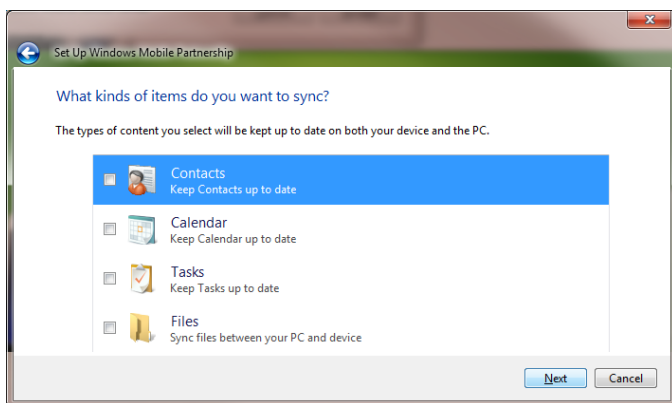 Set Up Windows Mobile Partnership
What kinds of items do you want to sync?
The types of content you select will be kept up to date on both your device and the PC.
Contacts
Keep Contacts up to date
Calendar
Keep Calendar up to date
Tasks
Keep Tasks up to date
Files
Sync files between your PC and device
Next
Cancel